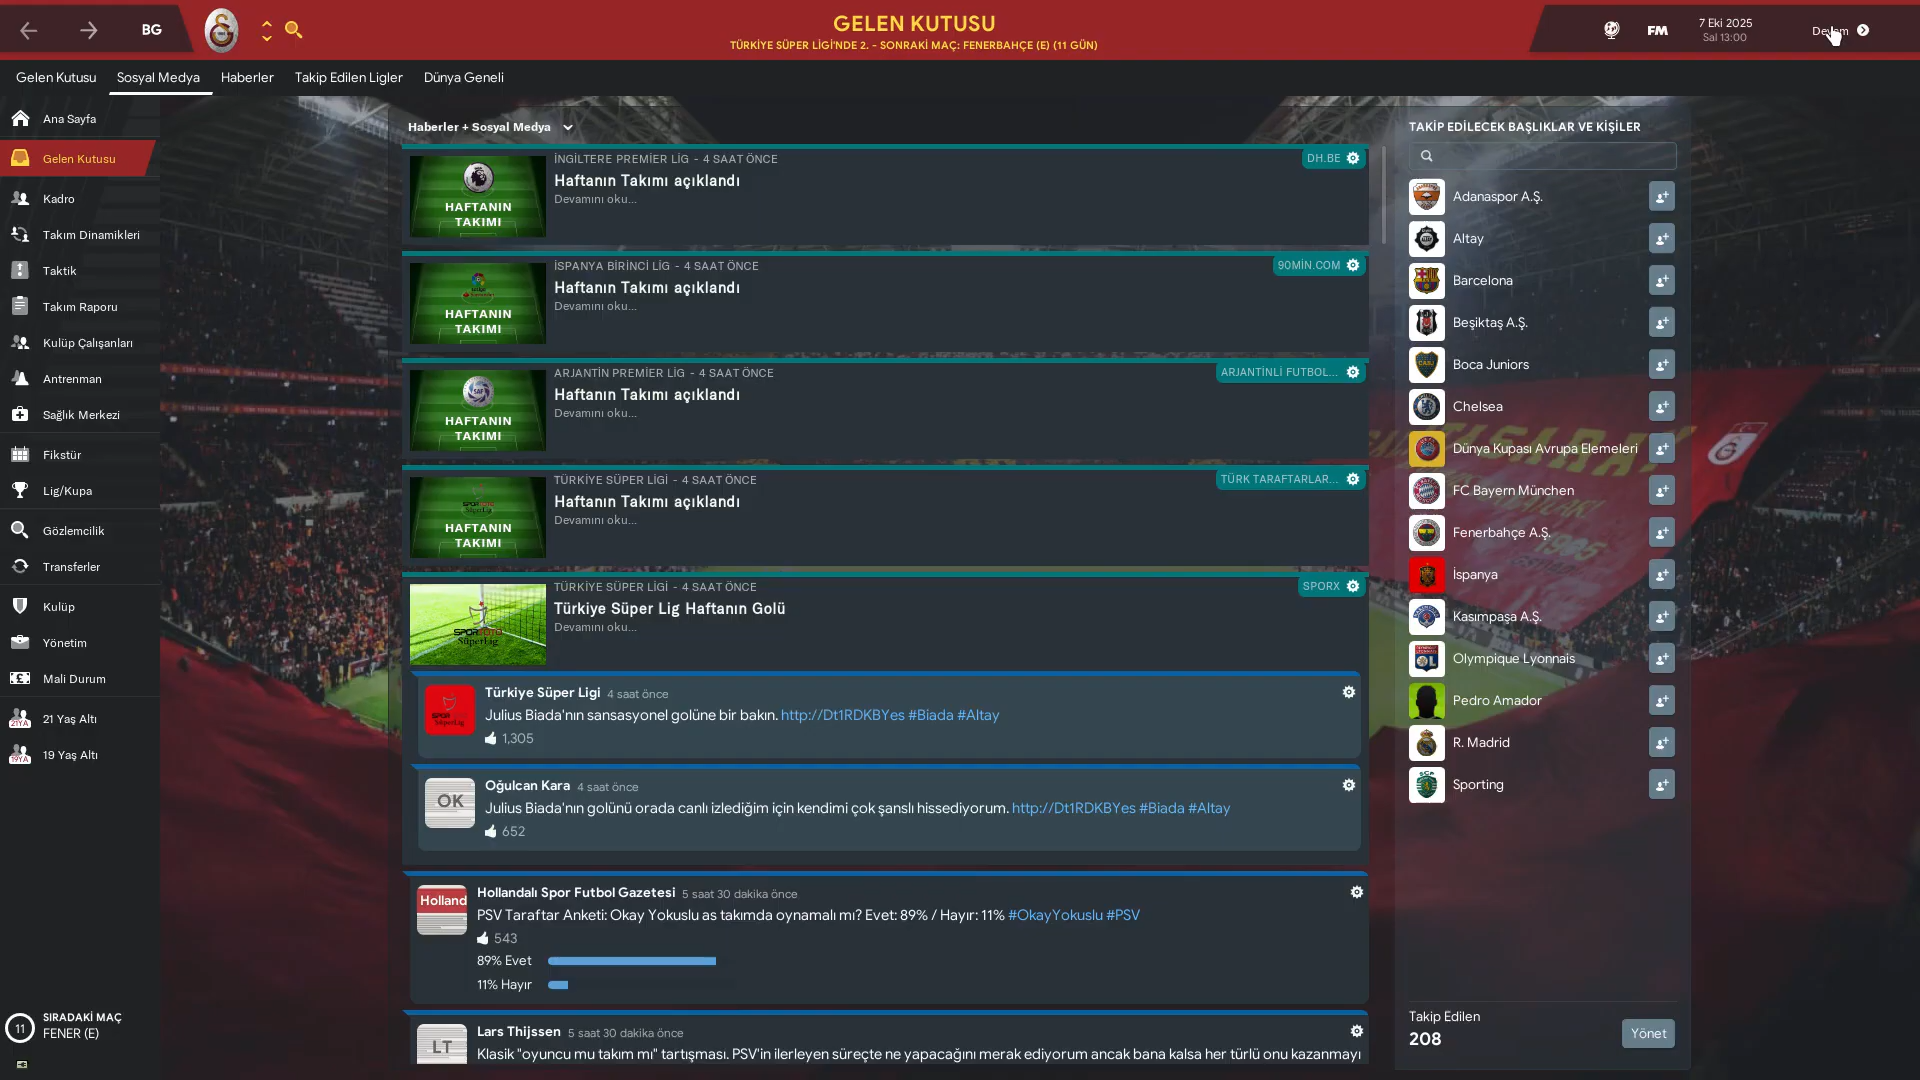 BG
GELEN KUTUSU
TÜRKİYE SÜPER LİGİ'NDE 2. - SONRAKİ MAÇ: FENERBAHÇE (E) (11 GÜN)
FM
7 Eki 2025
Sal 13:00
Devam
Gelen Kutusu
Sosyal Medya
Haberler
Takip Edilen Ligler
Dünya Geneli
Ana Sayfa
Gelen Kutusu
Kadro
Takım Dinamikleri
Taktik
Takım Raporu
Kulüp Çalışanları
Antrenman
Sağlık Merkezi
Fikstür
Lig/Kupa
Gözlemcilik
Transferler
Kulüp
Yönetim
Mali Durum
21YA
21 Yaş Altı
19YA
19 Yaş Altı
11
SIRADAKİ MAÇ
FENER (E)
Haberler + Sosyal Medya
İNGİLTERE PREMİER LİG - 4 SAAT ÖNCE
DH.BE
Haftanın Takımı açıklandı
Devamını oku...
HAFTANIN
TAKIMI
İSPANYA BİRİNCİ LİG - 4 SAAT ÖNCE
90MİN.COM
Haftanın Takımı açıklandı
Devamını oku...
HAFTANIN
TAKIMI
ARJANTİN PREMİER LİG - 4 SAAT ÖNCE
ARJANTİNLİ FUTBOL...
Haftanın Takımı açıklandı
Devamını oku...
HAFTANIN
TAKIMI
TÜRKİYE SÜPER LİGİ - 4 SAAT ÖNCE
TÜRK TARAFTARLAR...
Haftanın Takımı açıklandı
Devamını oku...
HAFTANIN
TAKIMI
TÜRKİYE SÜPER LİGİ - 4 SAAT ÖNCE
SPORX
Türkiye Süper Lig Haftanın Golü
Devamını oku...
SPOR TOTO
SüperLig
Türkiye Süper Ligi 4 saat önce
Julius Biada'nın sansasyonel golüne bir bakın. http://Dt1RDKBYes #Biada #Altay
1,305
OK
Oğulcan Kara 4 saat önce
Julius Biada'nın golünü orada canlı izlediğim için kendimi çok şanslı hissediyorum. http://Dt1RDKBYes #Biada #Altay
652
Holland
Hollandalı Spor Futbol Gazetesi 5 saat 30 dakika önce
PSV Taraftar Anketi: Okay Yokuslu as takımda oynamalı mı? Evet: 89% / Hayır: 11% #OkayYokuslu #PSV
543
89% Evet
11% Hayır
LT
Lars Thijssen 5 saat 30 dakika önce
Klasik "oyuncu mu takım mı" tartışması. PSV'in ilerleyen süreçte ne yapacağını merak ediyorum ancak bana kalsa her türlü onu kazanmayı
TAKİP EDİLECEK BAŞLIKLAR VE KİŞİLER
Adanaspor A.Ş.
Altay
Barcelona
Beşiktaş A.Ş.
Boca Juniors
Chelsea
Dünya Kupası Avrupa Elemeleri
FC Bayern München
Fenerbahçe A.Ş.
İspanya
Kasımpaşa A.Ş.
Olympique Lyonnais
Pedro Amador
R. Madrid
Sporting
Takip Edilen
208
Yönet